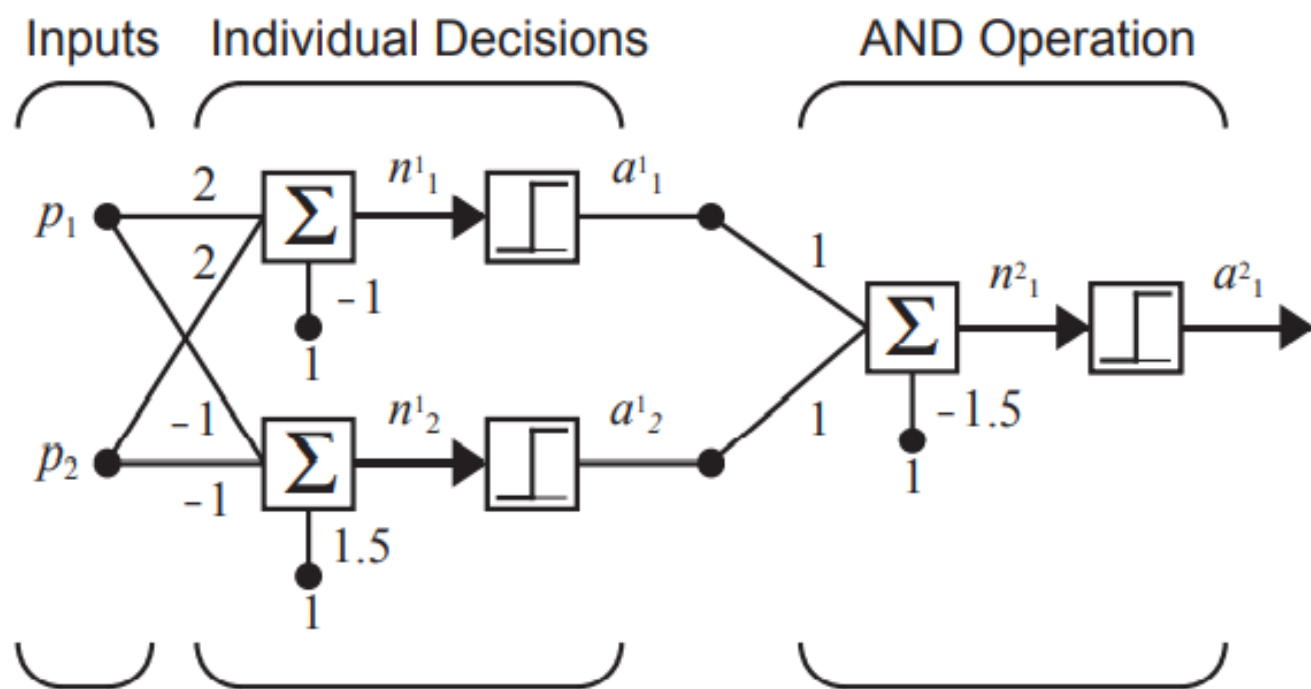 Inputs Individual Decisions AND Operation
p₁ 2 Σ n¹₁ a¹₁
2 -1 1
1
Σ n²₁ a²₁
-1.5
1
p₂ -1 Σ n¹₂ a¹₂ 1
-1
1.5
1